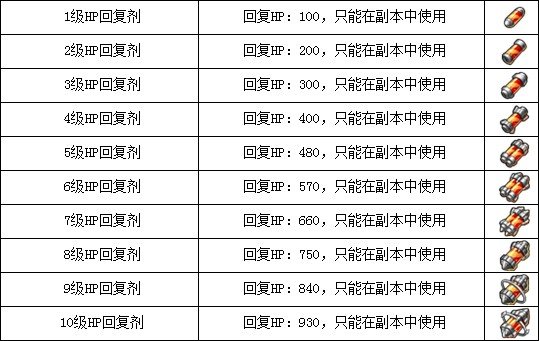 1级HP回复剂 回复HP：100，只能在副本中使用
2级HP回复剂 回复HP：200，只能在副本中使用
3级HP回复剂 回复HP：300，只能在副本中使用
4级HP回复剂 回复HP：400，只能在副本中使用
5级HP回复剂 回复HP：480，只能在副本中使用
6级HP回复剂 回复HP：570，只能在副本中使用
7级HP回复剂 回复HP：660，只能在副本中使用
8级HP回复剂 回复HP：750，只能在副本中使用
9级HP回复剂 回复HP：840，只能在副本中使用
10级HP回复剂 回复HP：930，只能在副本中使用